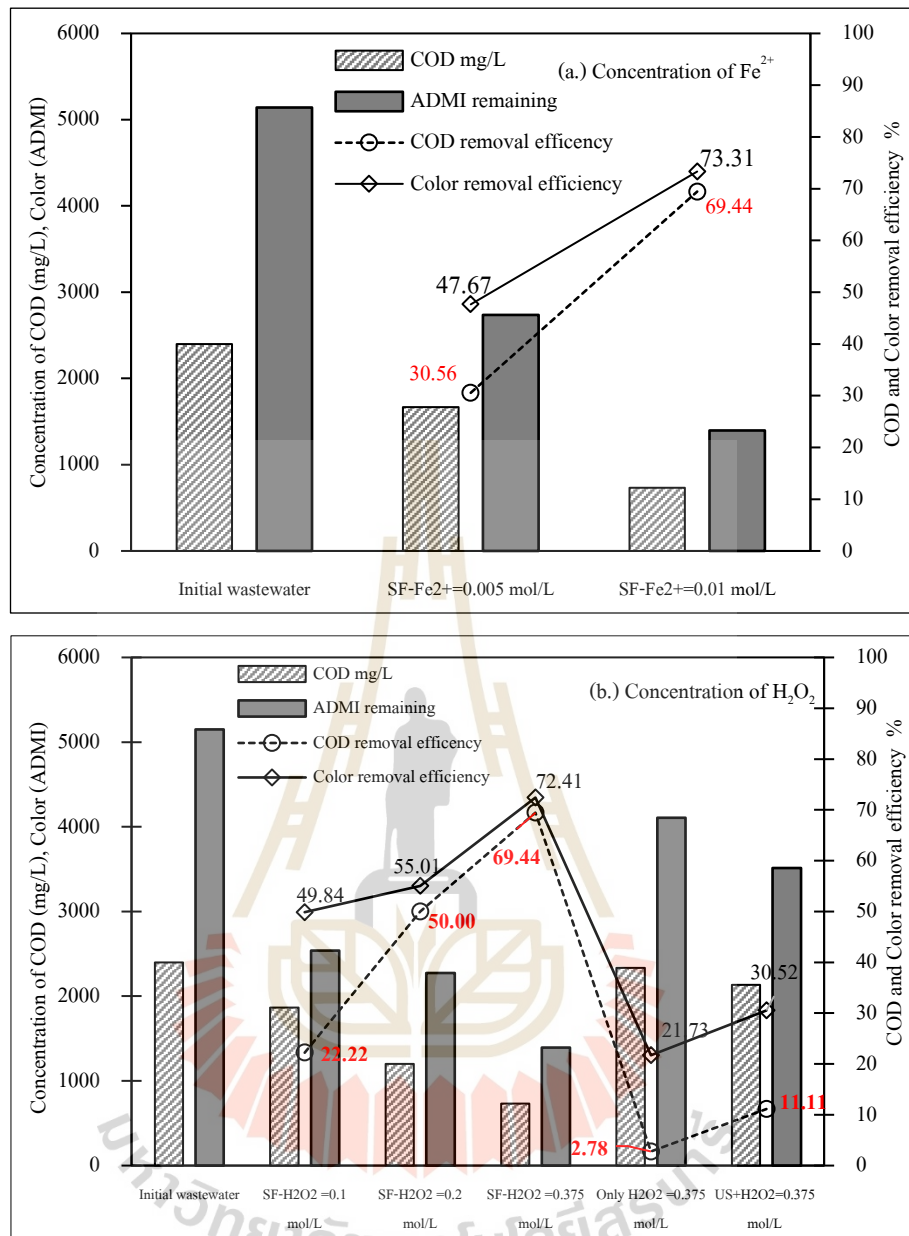 6000
5000
4000
3000
2000
1000
0
Concentration of COD (mg/L), Color (ADMI)
COD mg/L
ADMI remaining
COD removal efficency
Color removal efficiency
(a.) Concentration of Fe²⁺
73.31
69.44
47.67
30.56
100
90
80
70
60
50
40
30
20
10
0
COD and Color removal efficiency %
Initial wastewater
SF-Fe2+=0.005 mol/L
SF-Fe2+=0.01 mol/L
6000
5000
4000
3000
2000
1000
0
Concentration of COD (mg/L), Color (ADMI)
COD mg/L
ADMI remaining
COD removal efficency
Color removal efficiency
(b.) Concentration of H₂O₂
72.41
69.44
55.01
49.84
50.00
22.22
21.73
2.78
30.52
11.11
100
90
80
70
60
50
40
30
20
10
0
COD and Color removal efficiency %
Initial wastewater
SF-H2O2 =0.1 mol/L
SF-H2O2 =0.2 mol/L
SF-H2O2 =0.375 mol/L
Only H2O2 =0.375 mol/L
US+H2O2=0.375 mol/L